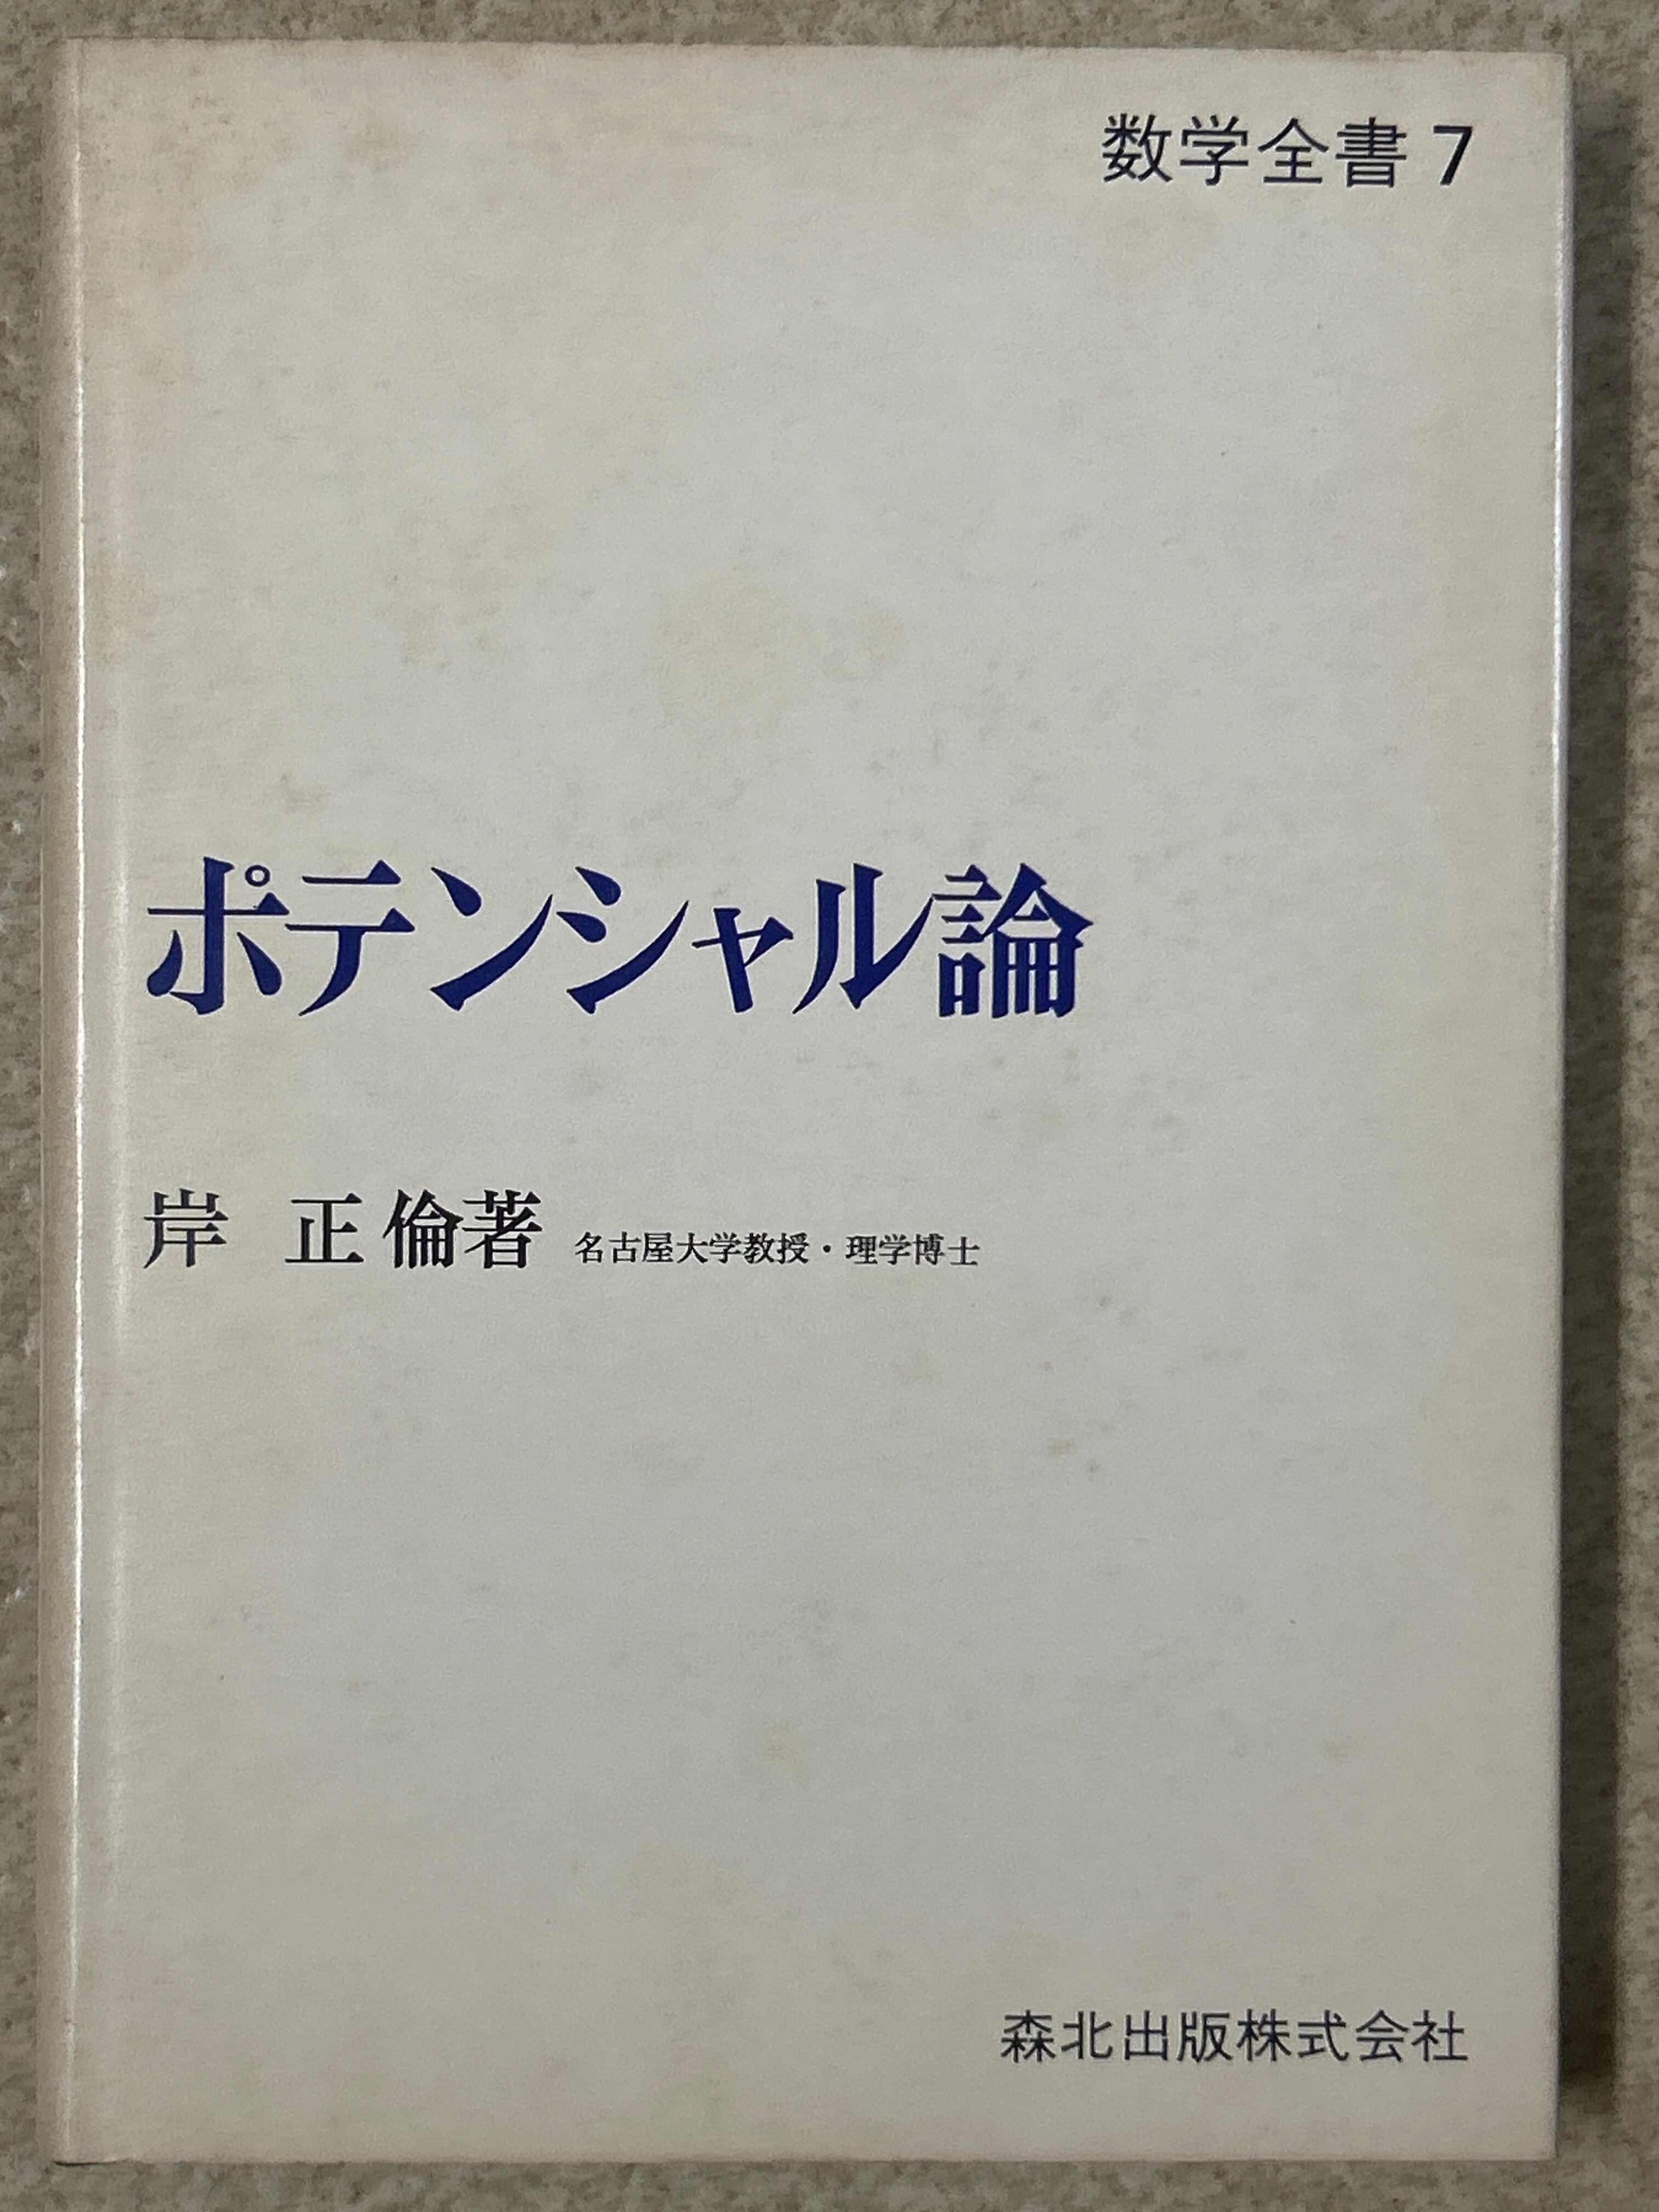 数学全書 7
ポテンシャル論
岸 正倫著 名古屋大学教授・理学博士
森北出版株式会社